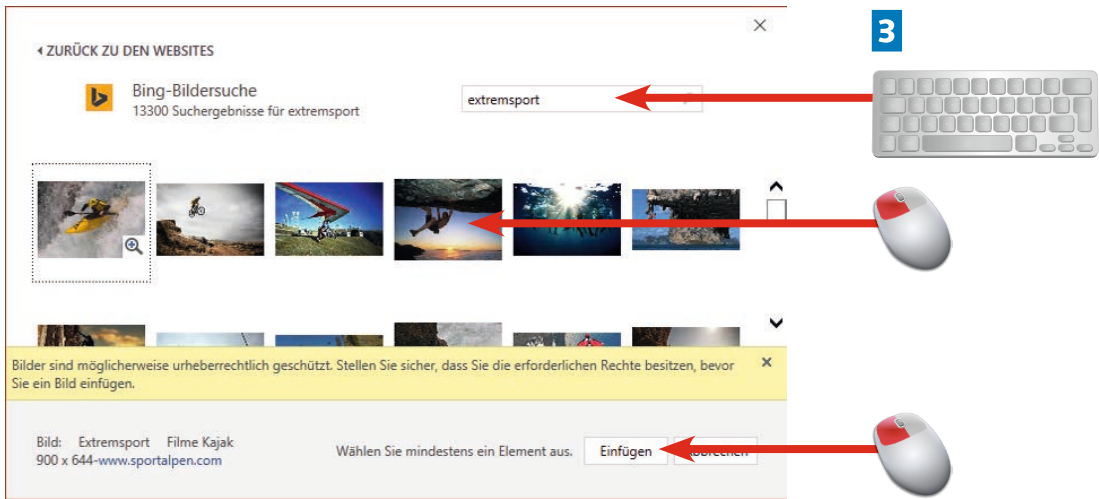 3
◂ ZURÜCK ZU DEN WEBSITES
Bing-Bildersuche
13300 Suchergebnisse für extremsport
extremsport
Bilder sind möglicherweise urheberrechtlich geschützt. Stellen Sie sicher, dass Sie die erforderlichen Rechte besitzen, bevor
Sie ein Bild einfügen.
Bild: Extremsport Filme Kajak
900 x 644-www.sportalpen.com
Wählen Sie mindestens ein Element aus.
Einfügen
Abbrechen